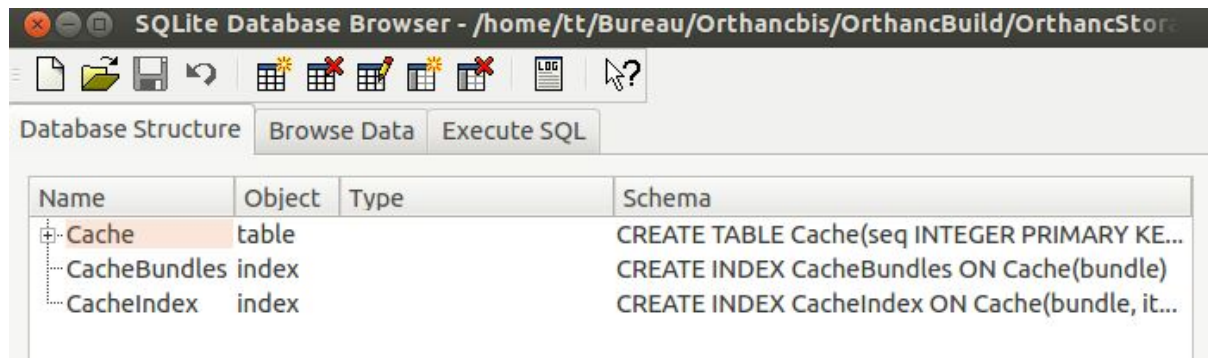 SQLite Database Browser - /home/tt/Bureau/Orthancbis/OrthancBuild/OrthancStora
LOG ?
Database Structure Browse Data Execute SQL
Name Object Type Schema
Cache table CREATE TABLE Cache(seq INTEGER PRIMARY KE...
CacheBundles index CREATE INDEX CacheBundles ON Cache(bundle)
CacheIndex index CREATE INDEX CacheIndex ON Cache(bundle, it...